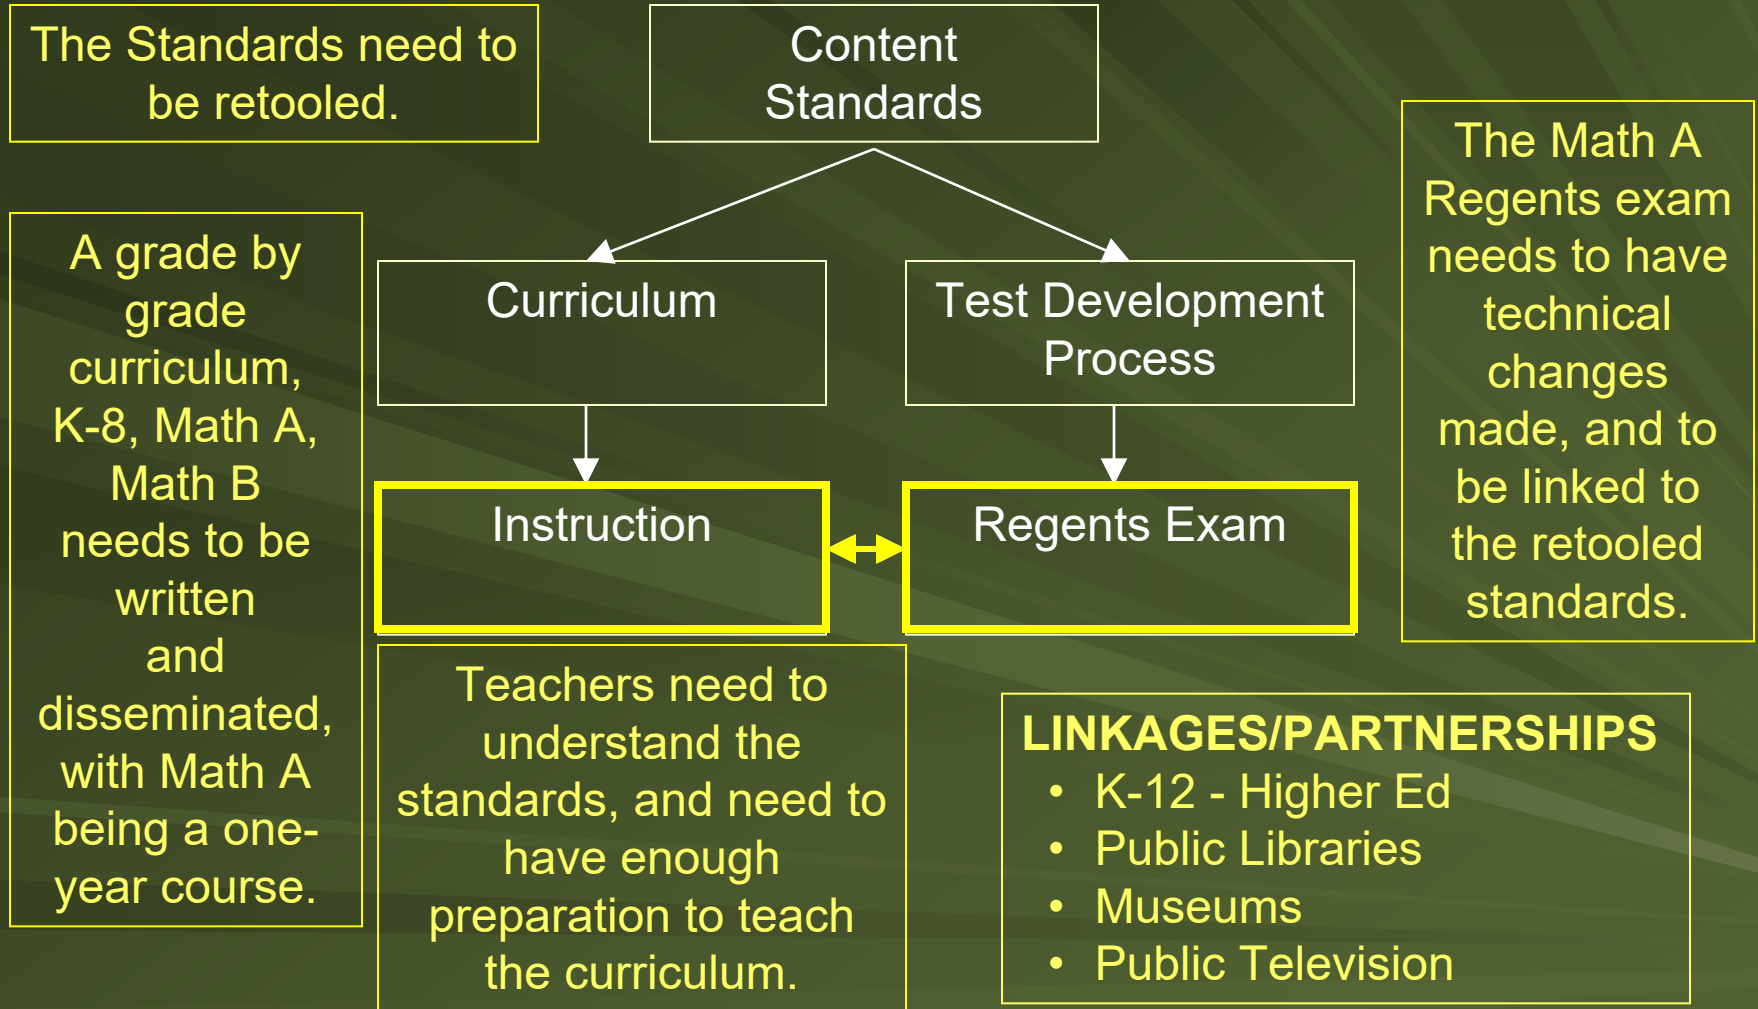 The Standards need to
be retooled.
Content
Standards
The Math A
Regents exam
needs to have
technical
changes
made, and to
be linked to
the retooled
standards.
A grade by
grade
curriculum,
K-8, Math A,
Math B
needs to be
written
and
disseminated,
with Math A
being a one-
year course.
Curriculum
Test Development
Process
Instruction
Regents Exam
Teachers need to
understand the
standards, and need to
have enough
preparation to teach
the curriculum.
LINKAGES/PARTNERSHIPS
• K-12 - Higher Ed
• Public Libraries
• Museums
• Public Television